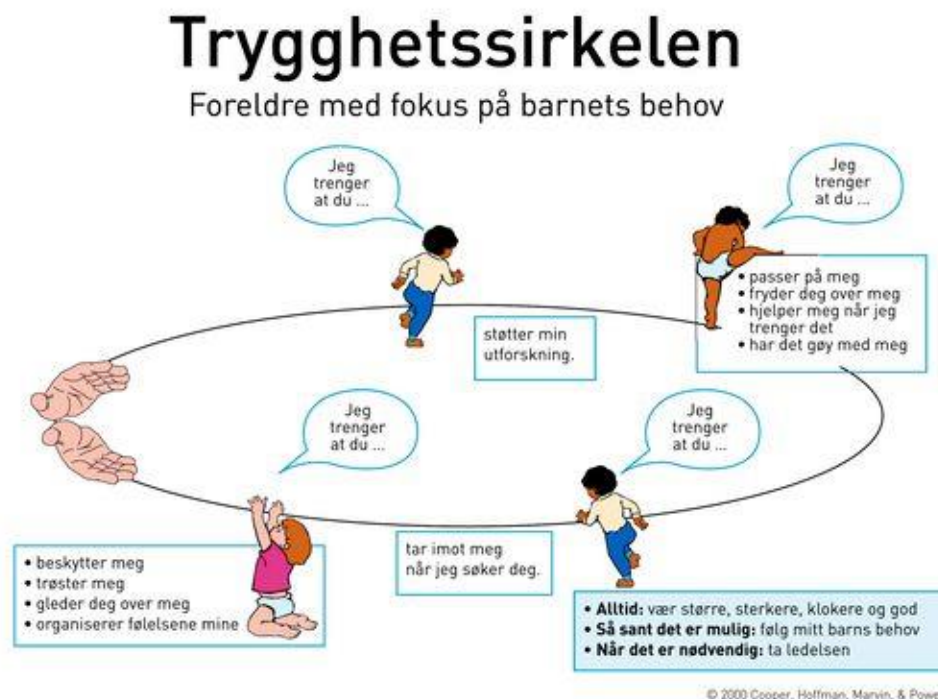 Trygghetssirkelen
Foreldre med fokus på barnets behov
Jeg
trenger
at du ...
Jeg
trenger
at du ...
• passer på meg
• fryder deg over meg
• hjelper meg når jeg
trenger det
• har det gøy med meg
støtter min
utforskning.
Jeg
trenger
at du ...
Jeg
trenger
at du ...
• beskytter meg
• trøster meg
• gleder deg over meg
• organiserer følelsene mine
tar imot meg
når jeg søker deg.
• Alltid: vær større, sterkere, klokere og god
• Så sant det er mulig: følg mitt barns behov
• Når det er nødvendig: ta ledelsen
© 2000 Cooper, Hoffman, Marvin, & Powe